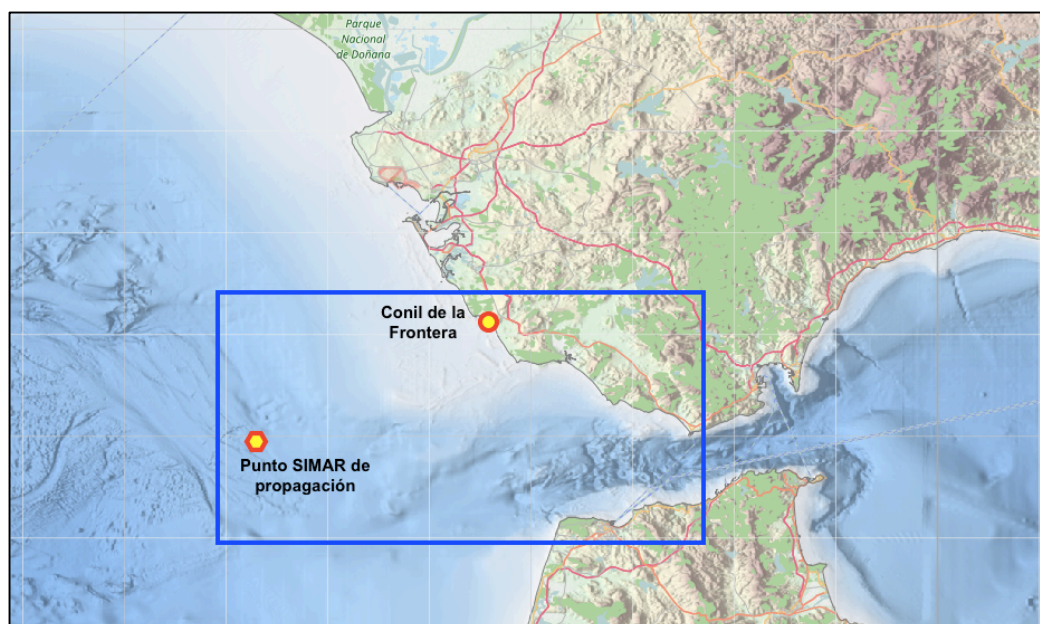 Parque
Nacional
de Doñana
Conil de la
Frontera
Punto SIMAR de
propagación